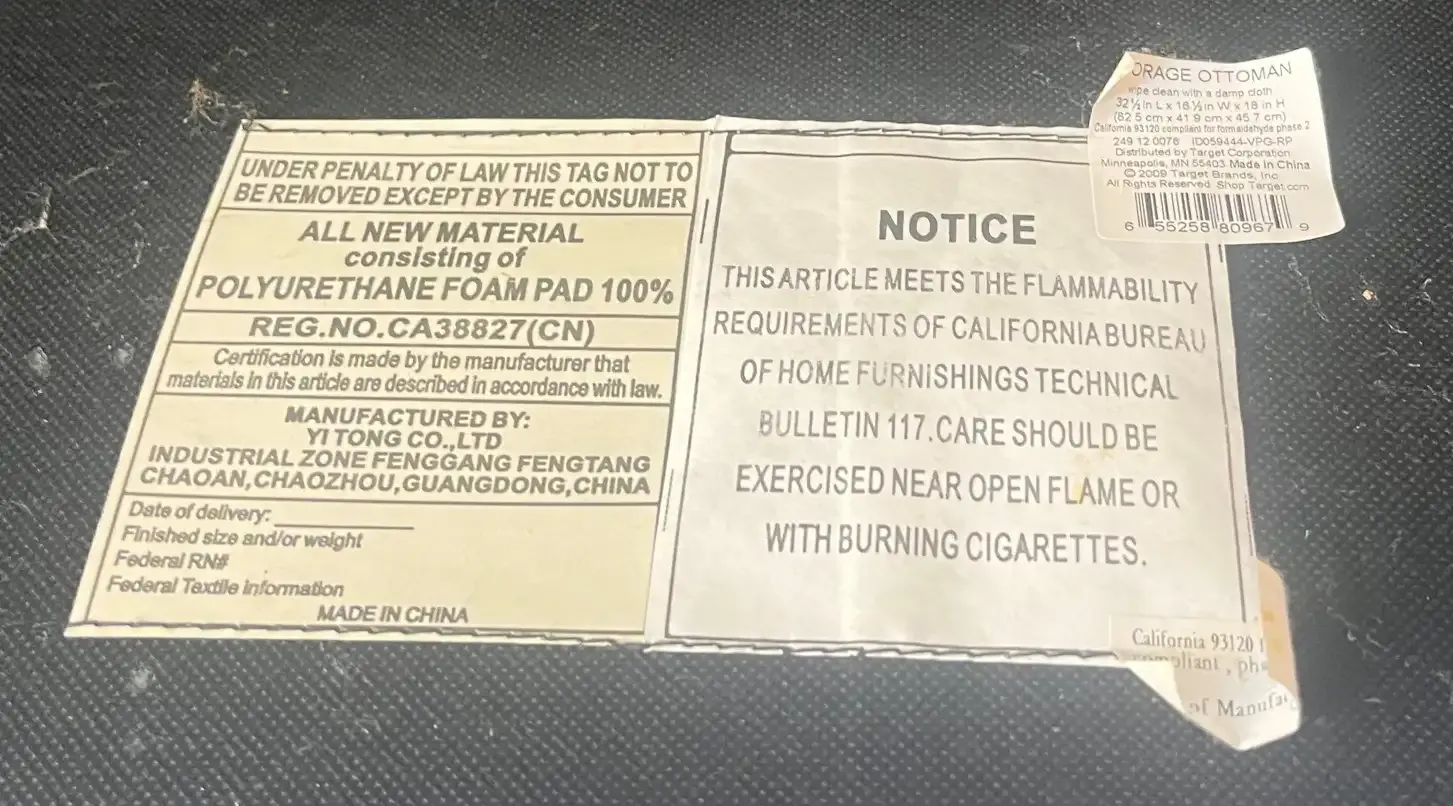 UNDER PENALTY OF LAW THIS TAG NOT TO
BE REMOVED EXCEPT BY THE CONSUMER
ALL NEW MATERIAL
consisting of
POLYURETHANE FOAM PAD 100%
REG.NO.CA38827(CN)
Certification is made by the manufacturer that
materials in this article are described in accordance with law.
MANUFACTURED BY:
YI TONG CO.,LTD
INDUSTRIAL ZONE FENGGANG FENGTANG
CHAOAN,CHAOZHOU,GUANGDONG,CHINA
Date of delivery:
Finished size and/or weight
Federal RN#
Federal Textile Information
MADE IN CHINA
NOTICE
THIS ARTICLE MEETS THE FLAMMABILITY
REQUIREMENTS OF CALIFORNIA BUREAU
OF HOME FURNISHINGS TECHNICAL
BULLETIN 117.CARE SHOULD BE
EXERCISED NEAR OPEN FLAME OR
WITH BURNING CIGARETTES.
ORAGE OTTOMAN
wipe clean with a damp cloth
32 ½ in L x 16 ½ in W x 18 in H
(82 5 cm x 41 9 cm x 45 7 cm)
California 93120 compliant for formaldehyde phase 2
249 12 0076 ID059444-VPG-RP
Distributed by Target Corporation
Minneapolis, MN 55403 Made in China
© 2009 Target Brands, Inc
All Rights Reserved Shop Target.com
6 55258 80967 9
California 93120
compliant , ph
of Manufa